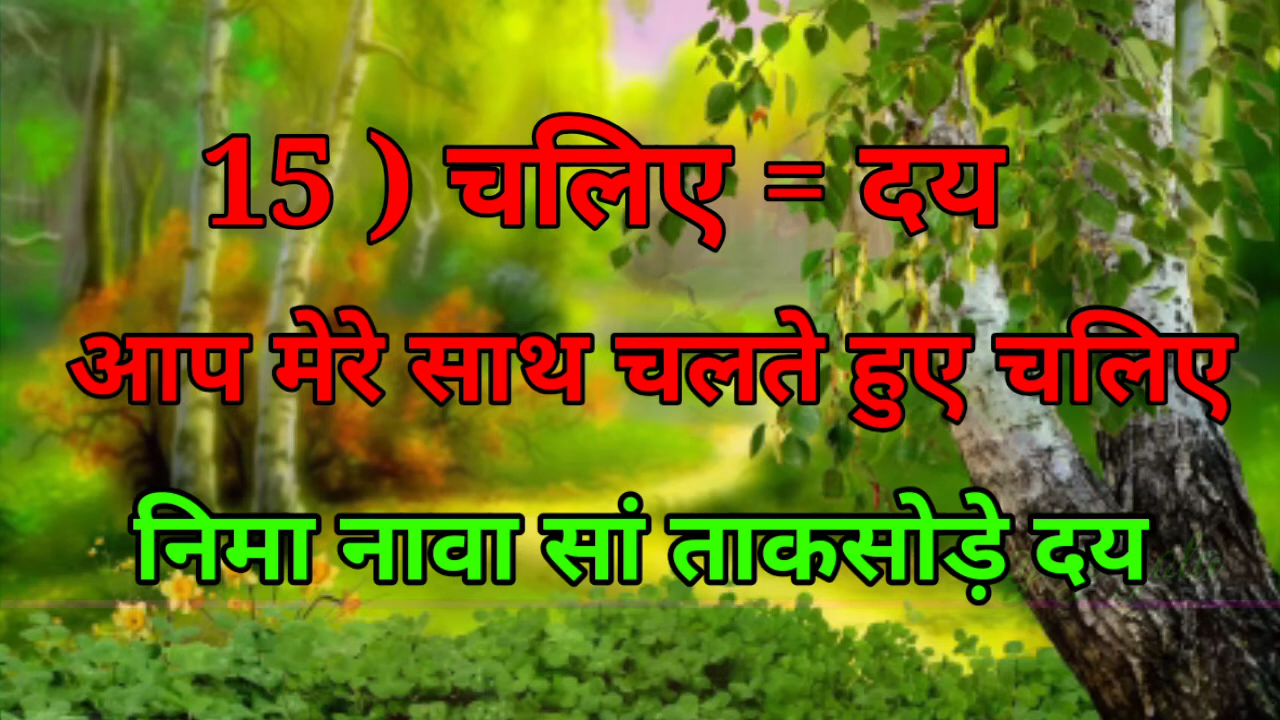 15 ) चलिए = दय
आप मेरे साथ चलते हुए चलिए
निमा नावा सां ताकसोड़े दय